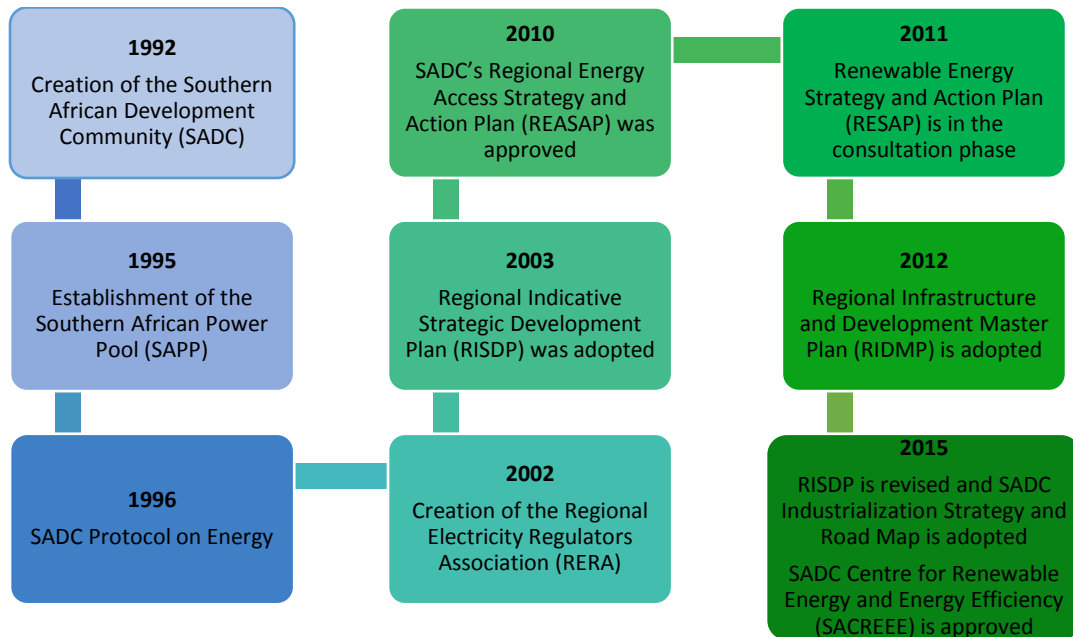 1992
Creation of the Southern
African Development
Community (SADC)
1995
Establishment of the
Southern African Power
Pool (SAPP)
1996
SADC Protocol on Energy
2002
Creation of the Regional
Electricity Regulators
Association (RERA)
2003
Regional Indicative
Strategic Development
Plan (RISDP) was adopted
2010
SADC’s Regional Energy
Access Strategy and
Action Plan (REASAP) was
approved
2011
Renewable Energy
Strategy and Action Plan
(RESAP) is in the
consultation phase
2012
Regional Infrastructure
and Development Master
Plan (RIDMP) is adopted
2015
RISDP is revised and SADC
Industrialization Strategy and
Road Map is adopted
SADC Centre for Renewable
Energy and Energy Efficiency
(SACREEE) is approved